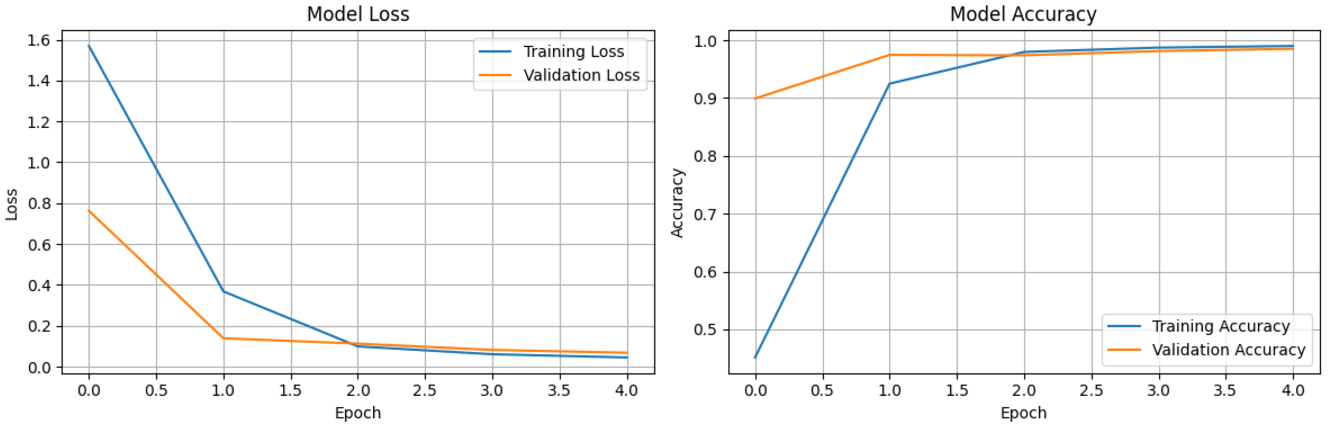 Model Loss
1.6
1.4
1.2
1.0
0.8
0.6
0.4
0.2
0.0
Loss
Training Loss
Validation Loss
0.0 0.5 1.0 1.5 2.0 2.5 3.0 3.5 4.0
Epoch
Model Accuracy
1.0
0.9
0.8
0.7
0.6
0.5
Accuracy
Training Accuracy
Validation Accuracy
0.0 0.5 1.0 1.5 2.0 2.5 3.0 3.5 4.0
Epoch